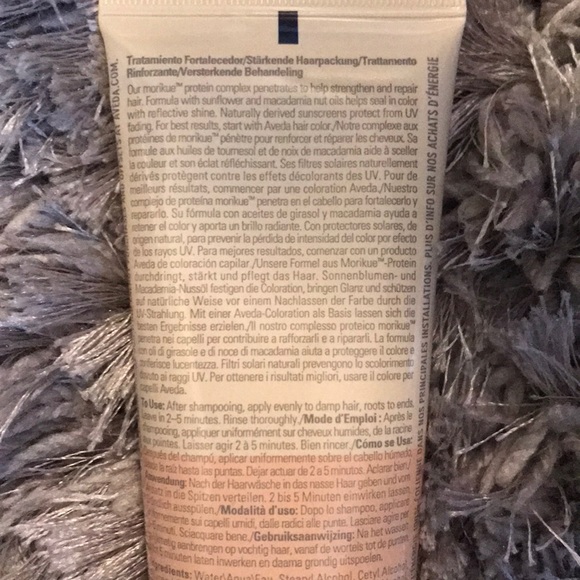 Tratamiento Fortalecedor/Stärkende Haarpackung/Trattamento
Rinforzante/Versterkende Behandeling
Our morikue™ protein complex penetrates to help strengthen and repair
hair. Formula with sunflower and macadamia nut oils helps seal in color
with reflective shine. Naturally derived sunscreens protect from UV
fading. For best results, start with Aveda hair color./Notre complexe aux
protéines de morikue™ pénètre pour renforcer et réparer les cheveux. Sa
formule aux huiles de tournesol et de noix de macadamia aide à sceller
la couleur et son éclat réfléchissant. Ses filtres solaires naturellement
dérivés protègent contre les effets décolorants des UV. Pour de
meilleurs résultats, commencer par une coloration Aveda./Nuestro
complejo de proteína morikue™ penetra en el cabello para fortalecerlo y
repararlo. Su fórmula con aceites de girasol y macadamia ayuda a
retener el color y aporta un brillo radiante. Con protectores solares, de
origen natural, para prevenir la pérdida de intensidad del color por efecto
de los rayos UV. Para mejores resultados, comenzar con un producto
Aveda de coloración capilar./Unsere Formel aus Morikue™-Protein
durchdringt, stärkt und pflegt das Haar. Sonnenblumen- und
Macadamia-Nussöl festigen die Coloration, bringen Glanz und schützen
auf natürliche Weise vor einem Nachlassen der Farbe durch die
UV-Strahlung. Mit einer Aveda-Coloration als Basis lassen sich die
besten Ergebnisse erzielen./Il nostro complesso proteico morikue™
penetra nei capelli per contribuire a rafforzarli e a ripararli. La formula
con oli di girasole e di noce di macadamia aiuta a proteggere il colore e
conferisce lucentezza. Filtri solari naturali prevengono lo scolorimento
dovuto ai raggi UV. Per ottenere i risultati migliori, usare il colore per
capelli Aveda.
To Use: After shampooing, apply evenly to damp hair, roots to ends.
Leave in 2–5 minutes. Rinse thoroughly./Mode d'Emploi: Après le
shampooing, appliquer uniformément sur cheveux humides, de la racine
aux pointes. Laisser agir 2 à 5 minutes. Bien rincer./Cómo se Usa:
Después del champú, aplicar uniformemente sobre el cabello húmedo,
de la raíz hasta las puntas. Dejar actuar de 2 a 5 minutos. Aclarar bien/
Anwendung: Nach der Haarwäsche in das nasse Haar geben und vom
Ansatz in die Spitzen verteilen. 2 bis 5 Minuten einwirken lassen,
/Modalità d'uso: Dopo lo shampoo, applicare
uniformemente sui capelli umidi, dalle radici alle punte. Lasciare agire per
minuti. Sciacquare bene./Gebruiksaanwijzing: Na het wassen
aanbrengen op vochtig haar, vanaf de wortels tot de punten
minuten laten inwerken en daarna grondig uitspoelen.
Ingredients: Water/Aqua/Eau, Stearyl Alcohol, Cetyl Alcohol
AT AVEDA.COM.
NOS PRINCIPALES INSTALLATIONS. PLUS D'INFO SUR NOS ACHATS D'ÉNERGIE